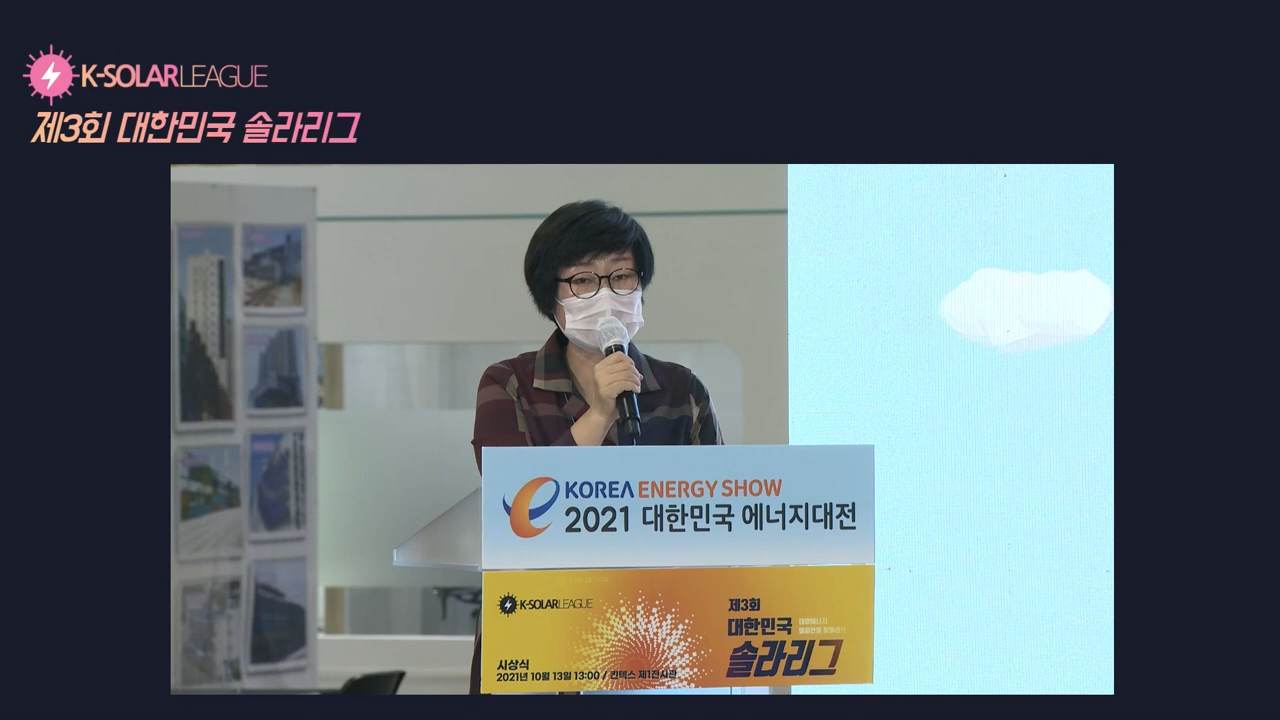 K-SOLARLEAGUE
제3회 대한민국 솔라리그
KOREA ENERGY SHOW
2021 대한민국 에너지대전
K-SOLARLEAGUE
제3회
대한민국
솔라리그
시상식
2021년 10월 13일 13:00 / 킨텍스 제1전시관